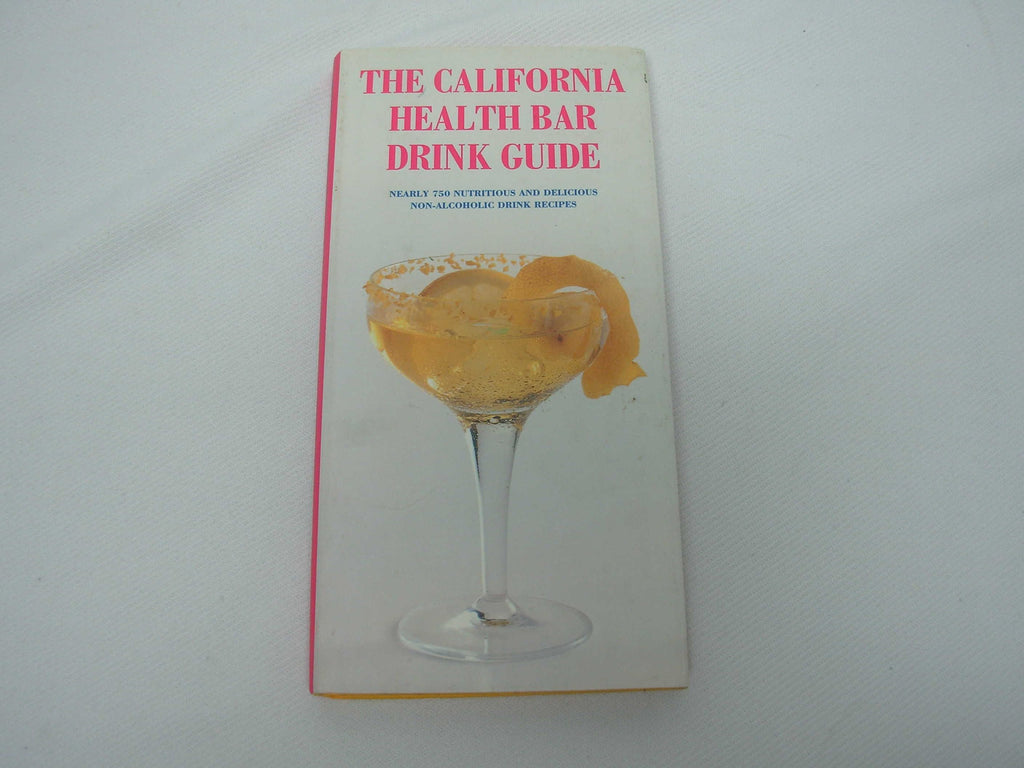 THE CALIFORNIA
HEALTH BAR
DRINK GUIDE
NEARLY 750 NUTRITIOUS AND DELICIOUS
NON-ALCOHOLIC DRINK RECIPES